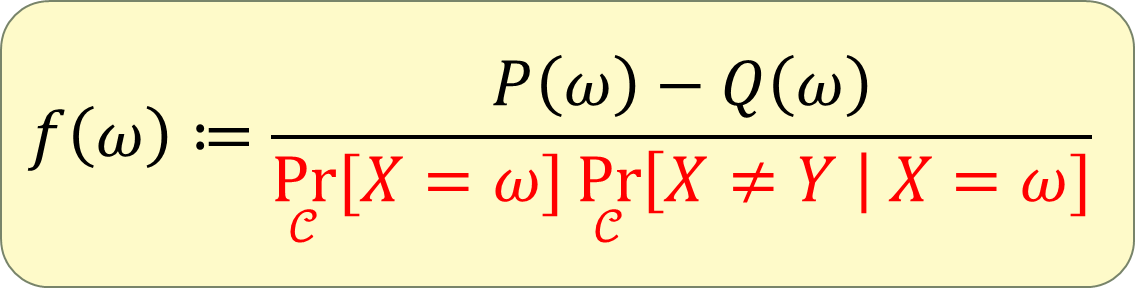 f(ω) ≔ (P(ω) − Q(ω)) / (Pr_𝒞[X = ω] Pr_𝒞[X ≠ Y | X = ω])